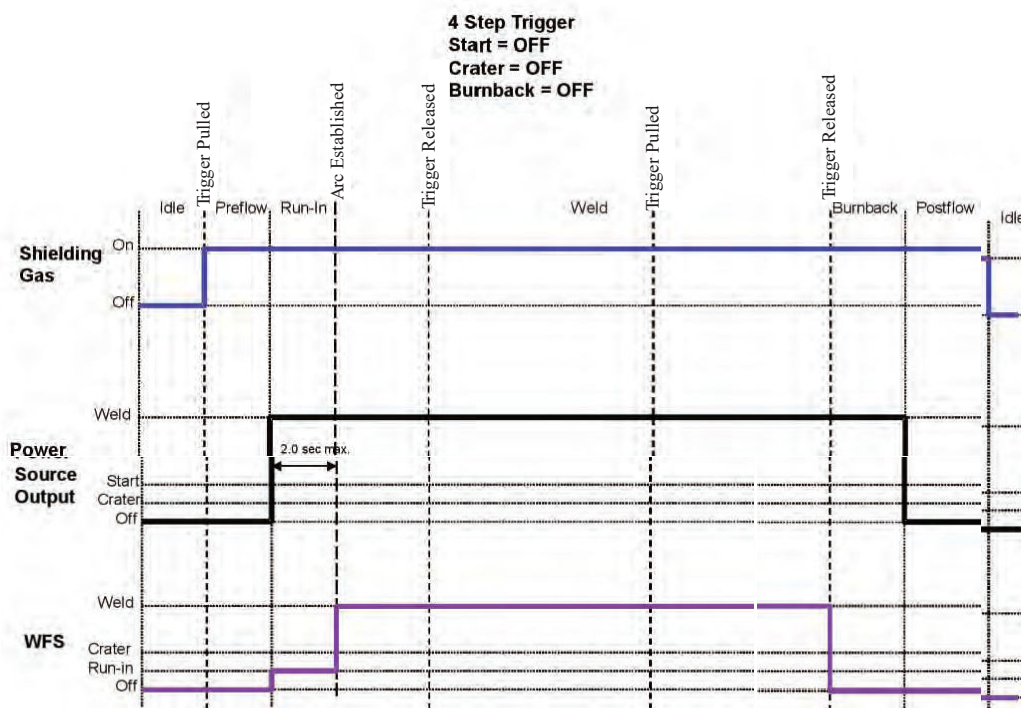 4 Step Trigger
Start = OFF
Crater = OFF
Burnback = OFF
Trigger Pulled
Arc Established
Trigger Released
Trigger Pulled
Trigger Released
Idle
Preflow
Run-In
Weld
Burnback
Postflow
Idle
Shielding
Gas
On
Off
Power
Source
Output
Weld
2.0 sec max.
Start
Crater
Off
WFS
Weld
Crater
Run-in
Off